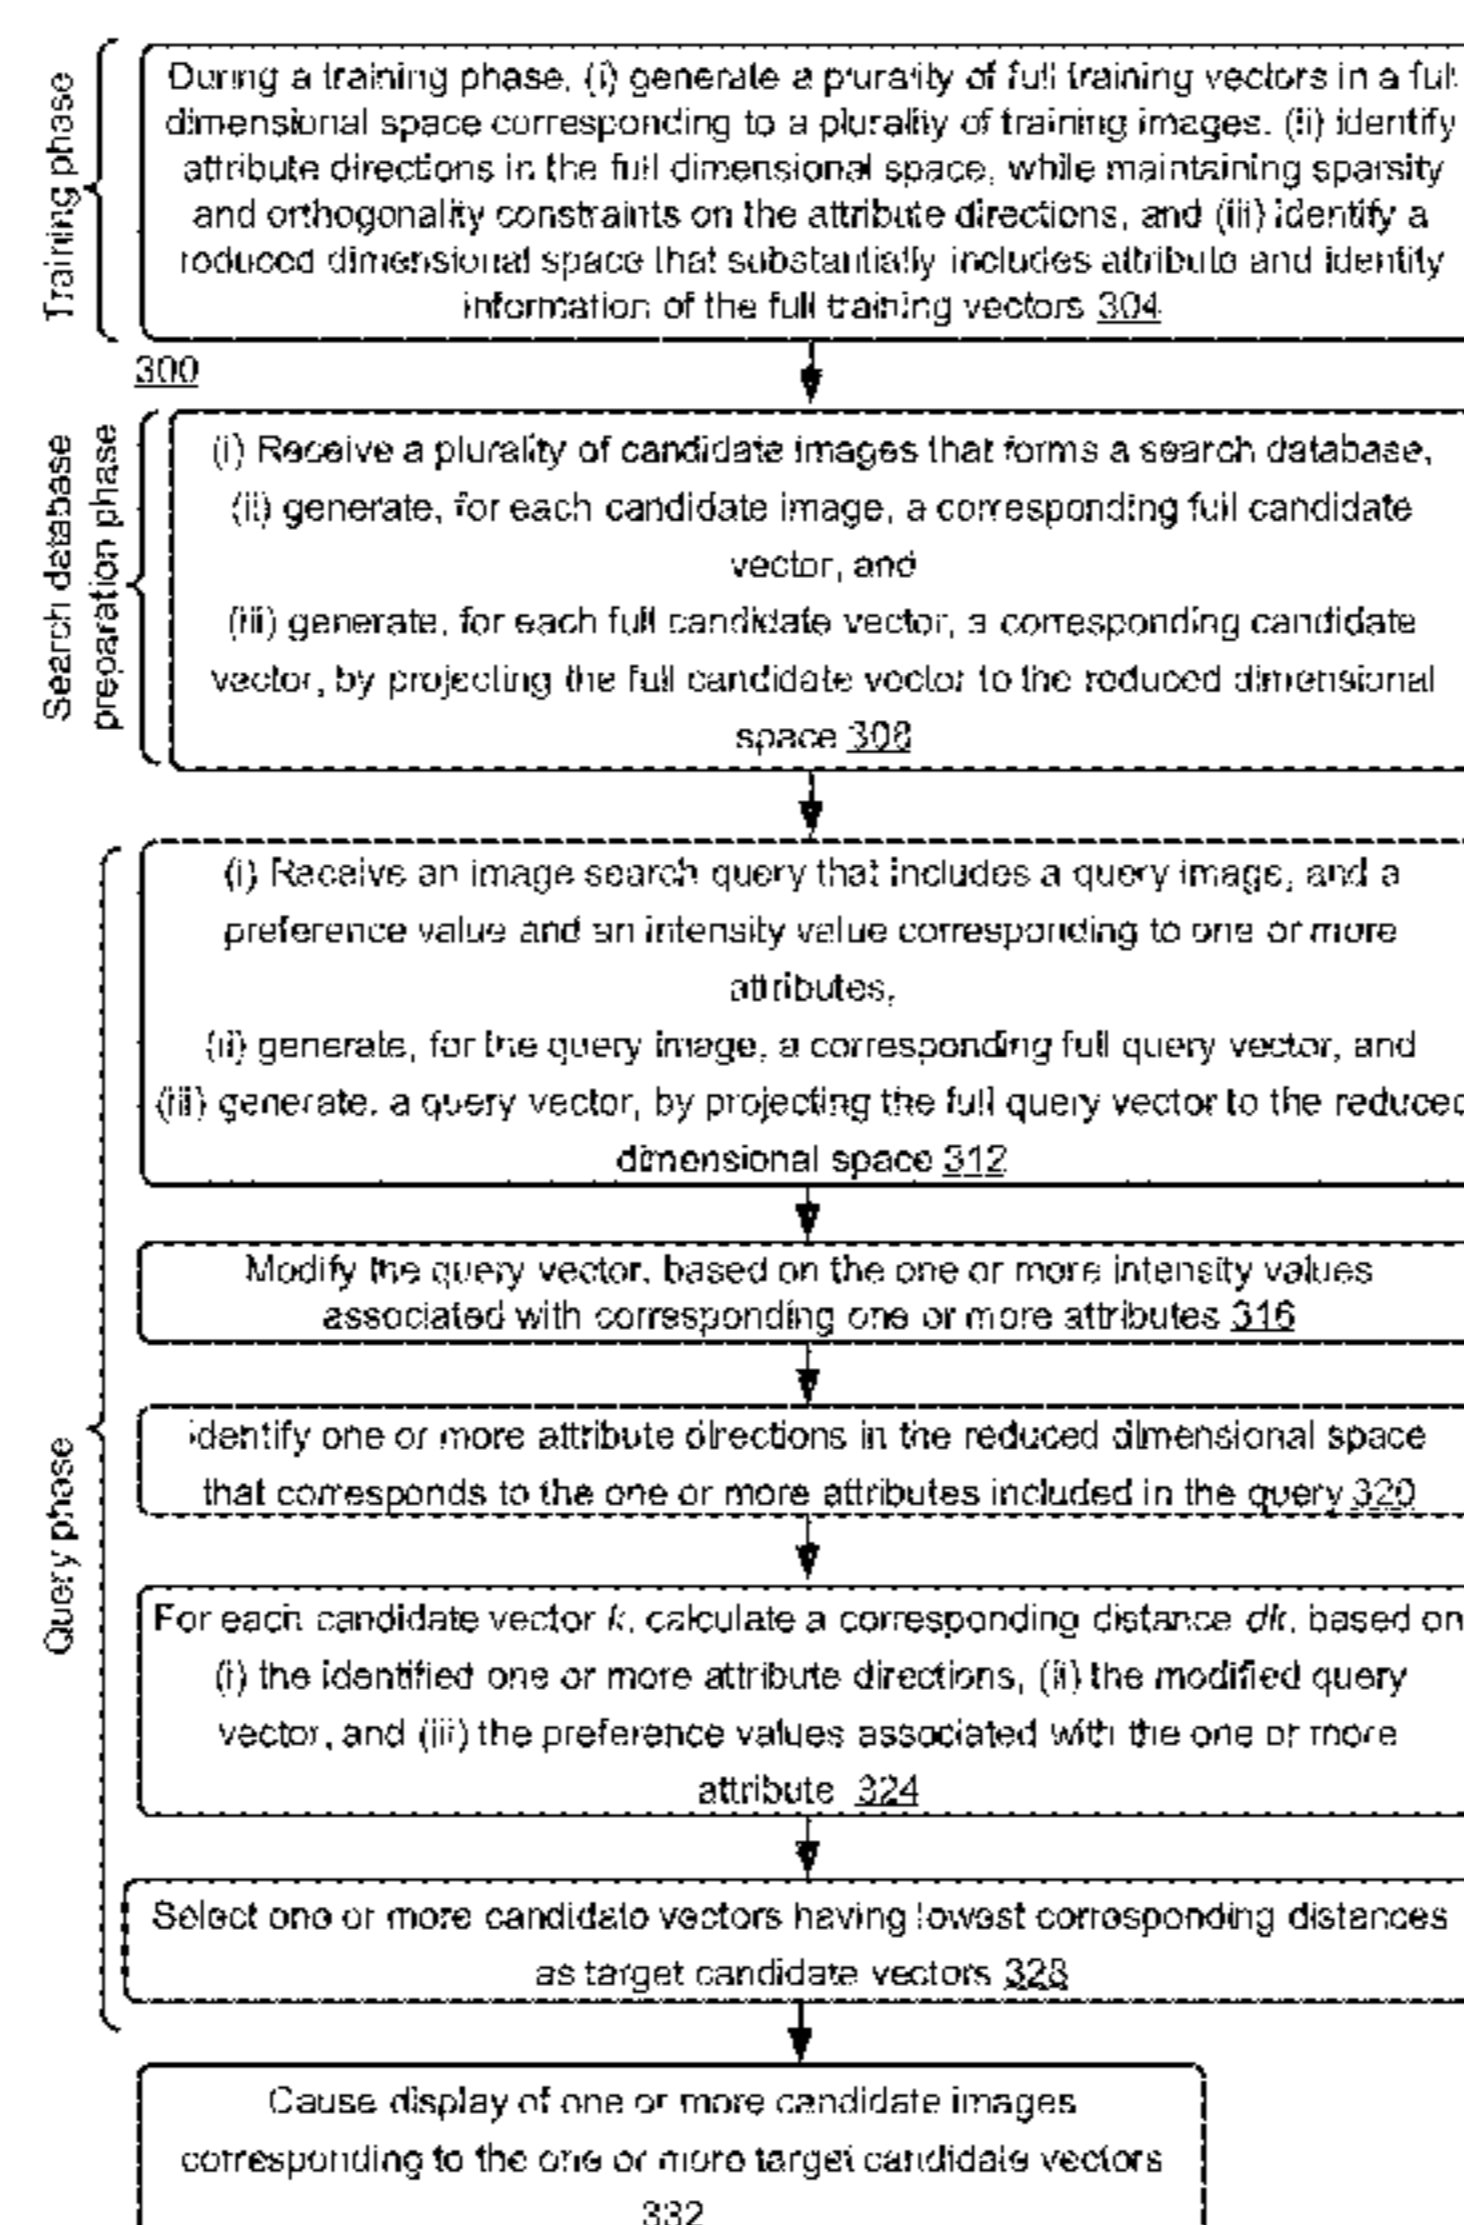 Training phase
During a training phase, (i) generate a plurality of full training vectors in a full
dimensional space corresponding to a plurality of training images, (ii) identify
attribute directions in the full dimensional space, while maintaining sparsity
and orthogonality constraints on the attribute directions, and (iii) identify a
reduced dimensional space that substantially includes attribute and identity
information of the full training vectors 304
300
Search database
preparation phase
(i) Receive a plurality of candidate images that forms a search database,
(ii) generate, for each candidate image, a corresponding full candidate
vector, and
(iii) generate, for each full candidate vector, a corresponding candidate
vector, by projecting the full candidate vector to the reduced dimensional
space 308
Query phase
(i) Receive an image search query that includes a query image, and a
preference value and an intensity value corresponding to one or more
attributes,
(ii) generate, for the query image, a corresponding full query vector, and
(iii) generate, a query vector, by projecting the full query vector to the reduced
dimensional space 312
Modify the query vector, based on the one or more intensity values
associated with corresponding one or more attributes 316
Identify one or more attribute directions in the reduced dimensional space
that corresponds to the one or more attributes included in the query 320
For each candidate vector k, calculate a corresponding distance dk, based on
(i) the identified one or more attribute directions, (ii) the modified query
vector, and (iii) the preference values associated with the one or more
attribute 324
Select one or more candidate vectors having lowest corresponding distances
as target candidate vectors 328
Cause display of one or more candidate images
corresponding to the one or more target candidate vectors
332